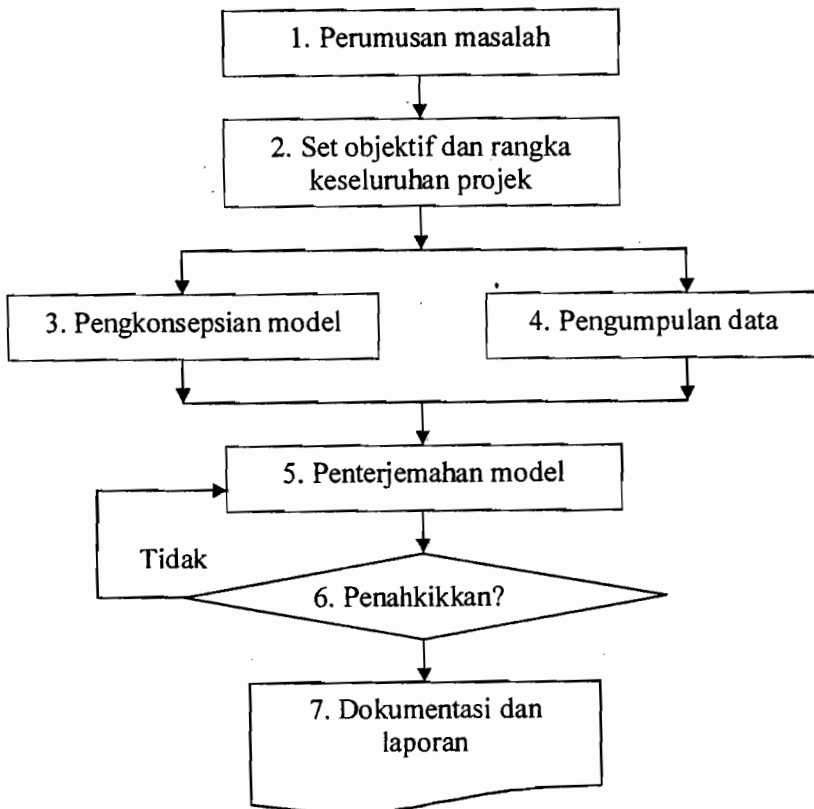 1. Perumusan masalah
2. Set objektif dan rangka
keseluruhan projek
3. Pengkonsepsian model
4. Pengumpulan data
5. Penterjemahan model
Tidak
6. Penahkikkan?
7. Dokumentasi dan
laporan